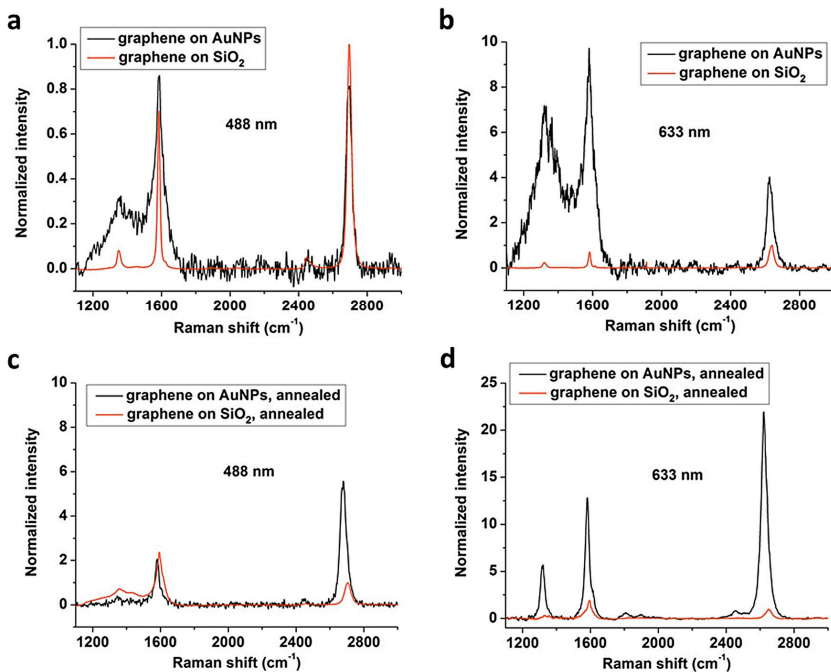 a
graphene on AuNPs
graphene on SiO₂
488 nm
Normalized intensity
1.0
0.8
0.6
0.4
0.2
0.0
1200 1600 2000 2400 2800
Raman shift (cm⁻¹)
b
graphene on AuNPs
graphene on SiO₂
633 nm
Normalized intensity
10
8
6
4
2
0
1200 1600 2000 2400 2800
Raman shift (cm⁻¹)
c
graphene on AuNPs, annealed
graphene on SiO₂, annealed
488 nm
Normalized intensity
10
8
6
4
2
0
1200 1600 2000 2400 2800
Raman shift (cm⁻¹)
d
graphene on AuNPs, annealed
graphene on SiO₂, annealed
633 nm
Normalized intensity
25
20
15
10
5
0
1200 1600 2000 2400 2800
Raman shift (cm⁻¹)